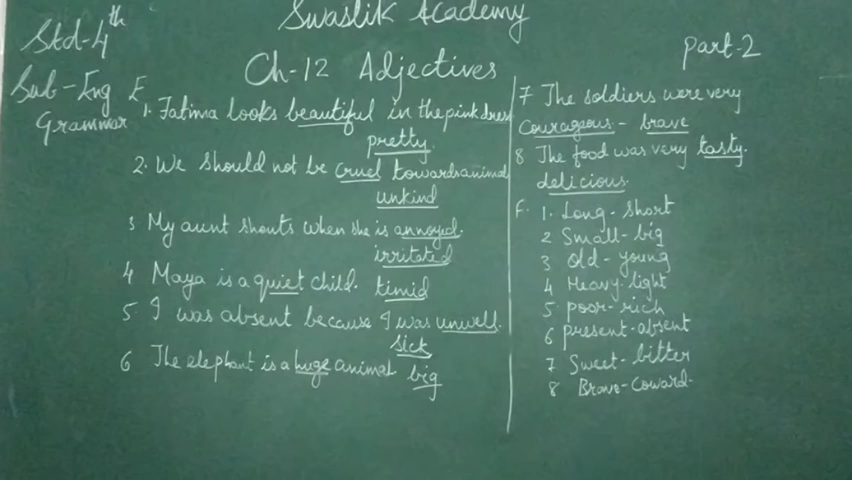 Swastik Academy
Std-4th
Part-2
Sub-Eng
Grammar
Ch-12 Adjectives
E
1. Fatima looks beautiful in the pink dress
pretty.
2. We should not be cruel towards animal
unkind
3 My aunt shouts when she is annoyed.
irritated
4 Maya is a quiet child. timid
5. I was absent because I was unwell.
sick
6 The elephant is a huge animal big
7 The soldiers were very
Courageous - brave
8 The food was very tasty.
delicious.
F. 1. Long - Short
2 Small - big
3 Old - young
4 Heavy - light
5 poor - rich
6 present - absent
7 Sweet - bitter
8 Brave - coward.